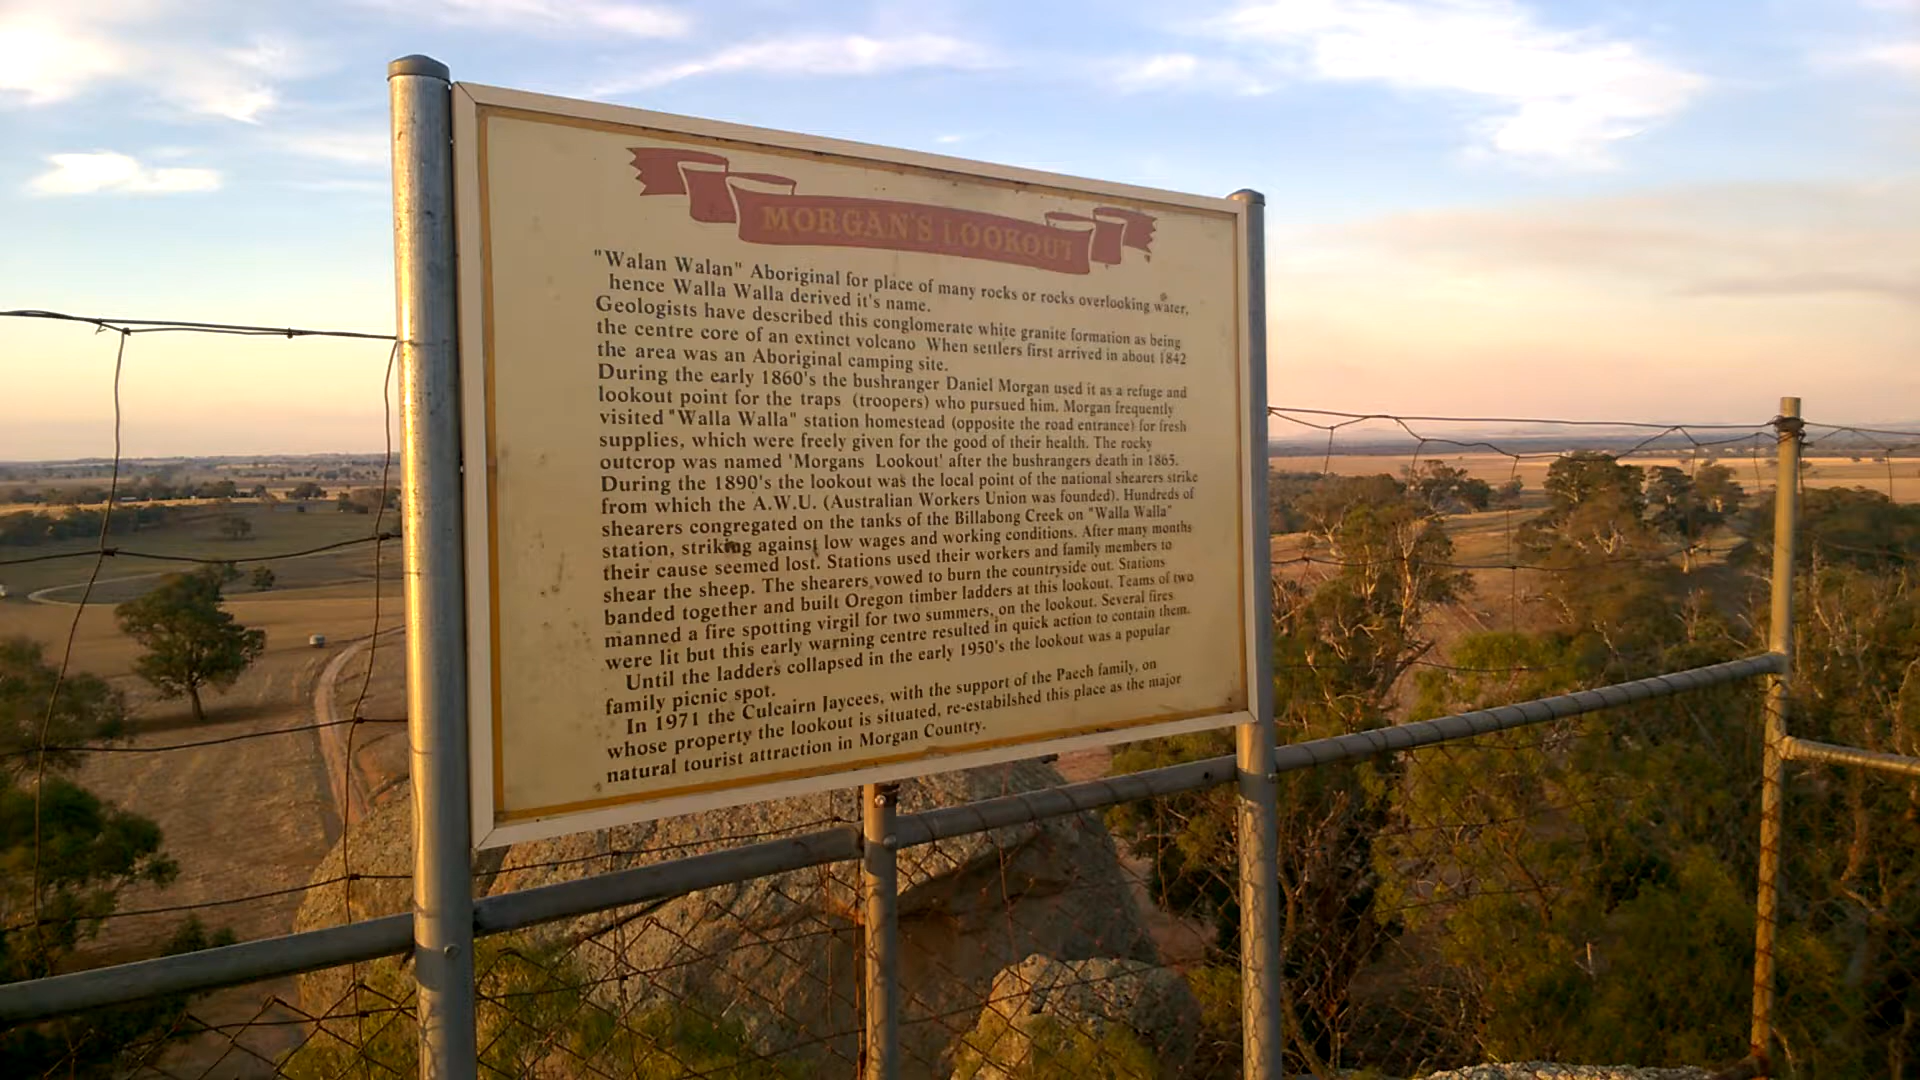 MORGAN'S LOOKOUT
"Walan Walan" Aboriginal for place of many rocks or rocks overlooking water,
hence Walla Walla derived it's name.
Geologists have described this conglomerate white granite formation as being
the centre core of an extinct volcano When settlers first arrived in about 1842
the area was an Aboriginal camping site.
During the early 1860's the bushranger Daniel Morgan used it as a refuge and
lookout point for the traps (troopers) who pursued him. Morgan frequently
visited "Walla Walla" station homestead (opposite the road entrance) for fresh
supplies, which were freely given for the good of their health. The rocky
outcrop was named 'Morgans Lookout' after the bushrangers death in 1865.
During the 1890's the lookout was the local point of the national shearers strike
from which the A.W.U. (Australian Workers Union was founded). Hundreds of
shearers congregated on the tanks of the Billabong Creek on "Walla Walla"
station, striking against low wages and working conditions. After many months
their cause seemed lost. Stations used their workers and family members to
shear the sheep. The shearers vowed to burn the countryside out. Stations
banded together and built Oregon timber ladders at this lookout. Teams of two
manned a fire spotting virgil for two summers, on the lookout. Several fires
were lit but this early warning centre resulted in quick action to contain them.
Until the ladders collapsed in the early 1950's the lookout was a popular
family picnic spot.
In 1971 the Culcairn Jaycees, with the support of the Paech family, on
whose property the lookout is situated, re-estabilshed this place as the major
natural tourist attraction in Morgan Country.